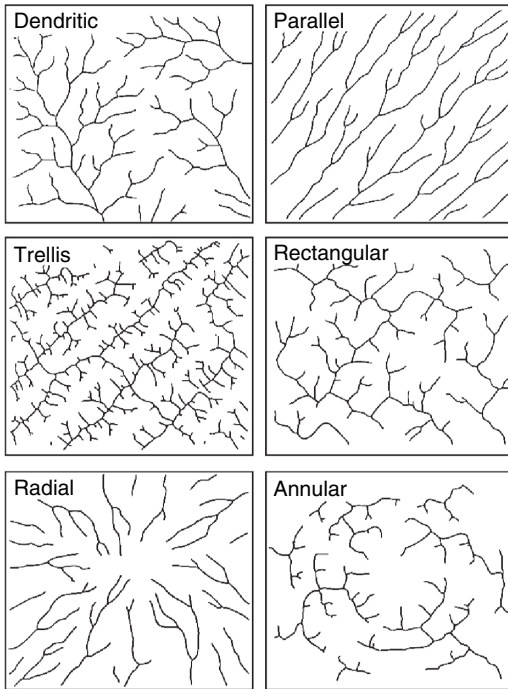 Dendritic
Parallel
Trellis
Rectangular
Radial
Annular